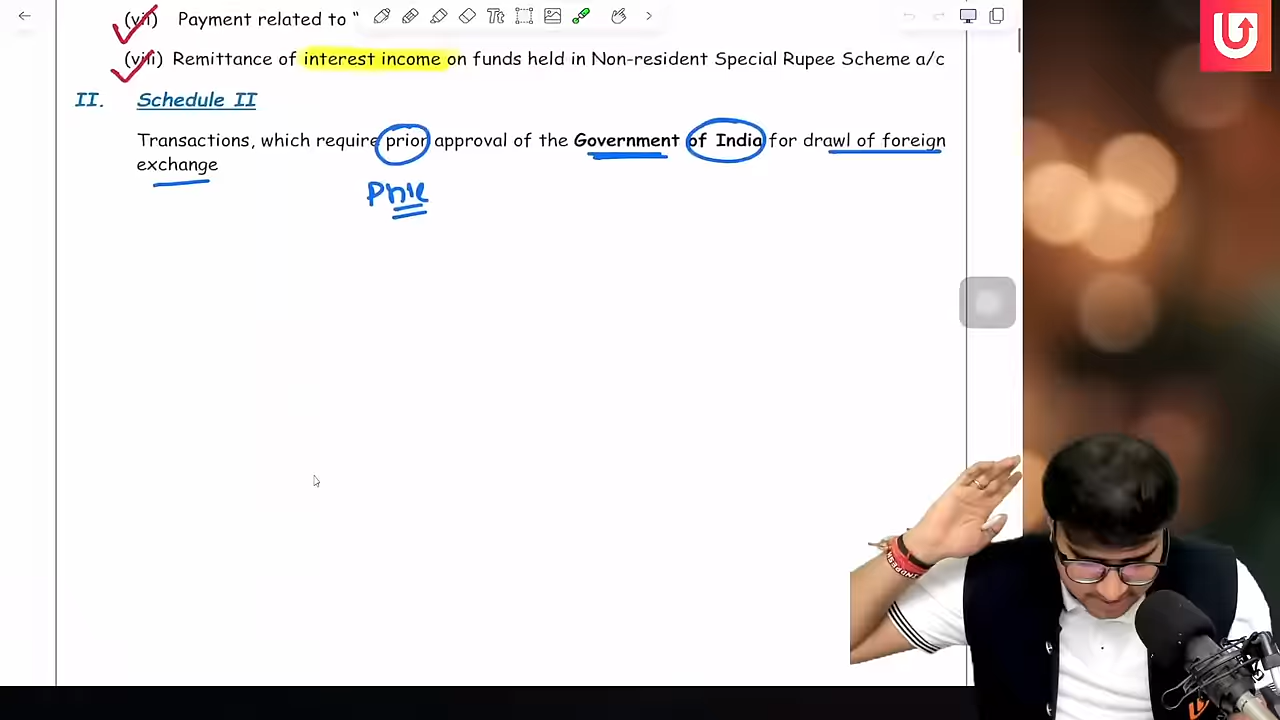 (vii) Payment related to "
(viii) Remittance of interest income on funds held in Non-resident Special Rupee Scheme a/c
II. Schedule II
Transactions, which require prior approval of the Government of India for drawl of foreign
exchange